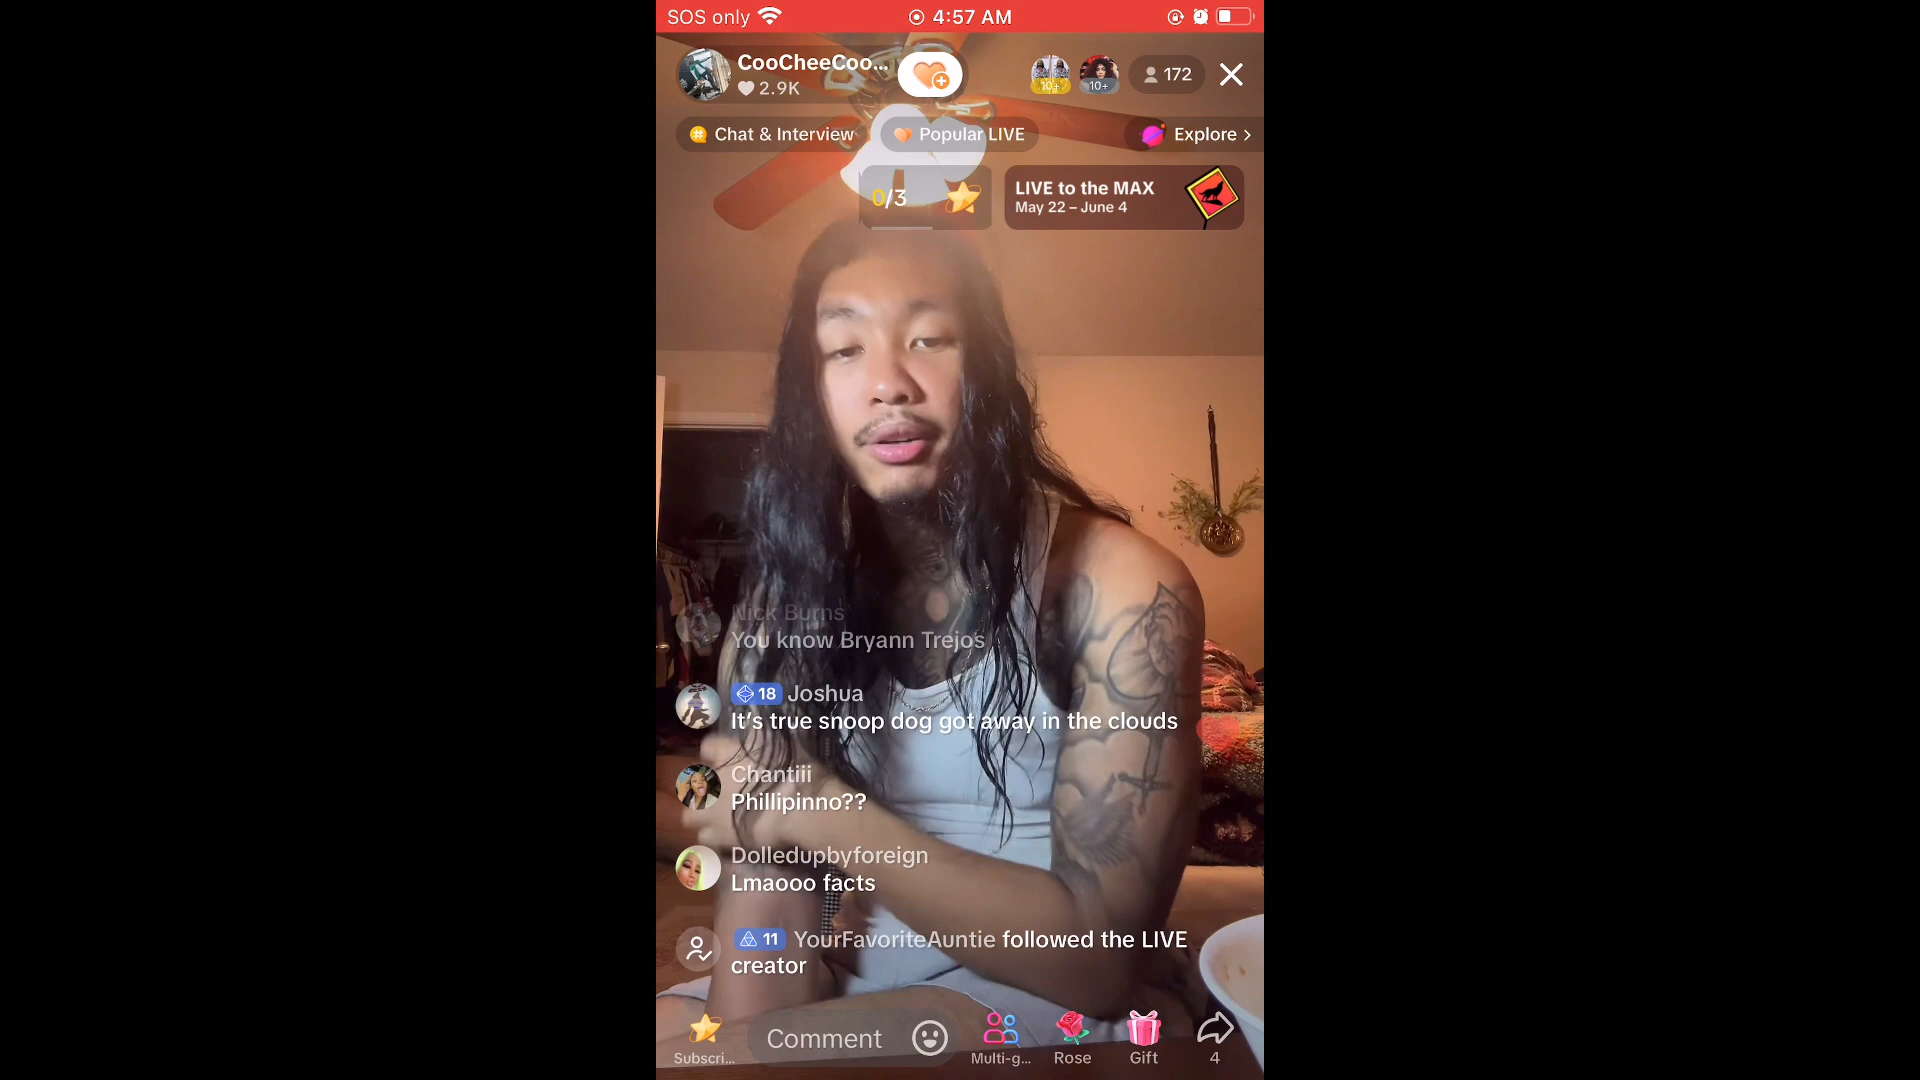 SOS only
4:57 AM
CooCheeCoo...
2.9K
10+
10+
172
Chat & Interview
Popular LIVE
Explore >
0/3
LIVE to the MAX
May 22 – June 4
Nick Burns
You know Bryann Trejos
18 Joshua
It's true snoop dog got away in the clouds
Chantiii
Phillipinno??
Dolledupbyforeign
Lmaooo facts
11 YourFavoriteAuntie followed the LIVE
creator
Comment
Subscri...
Multi-g...
Rose
Gift
4